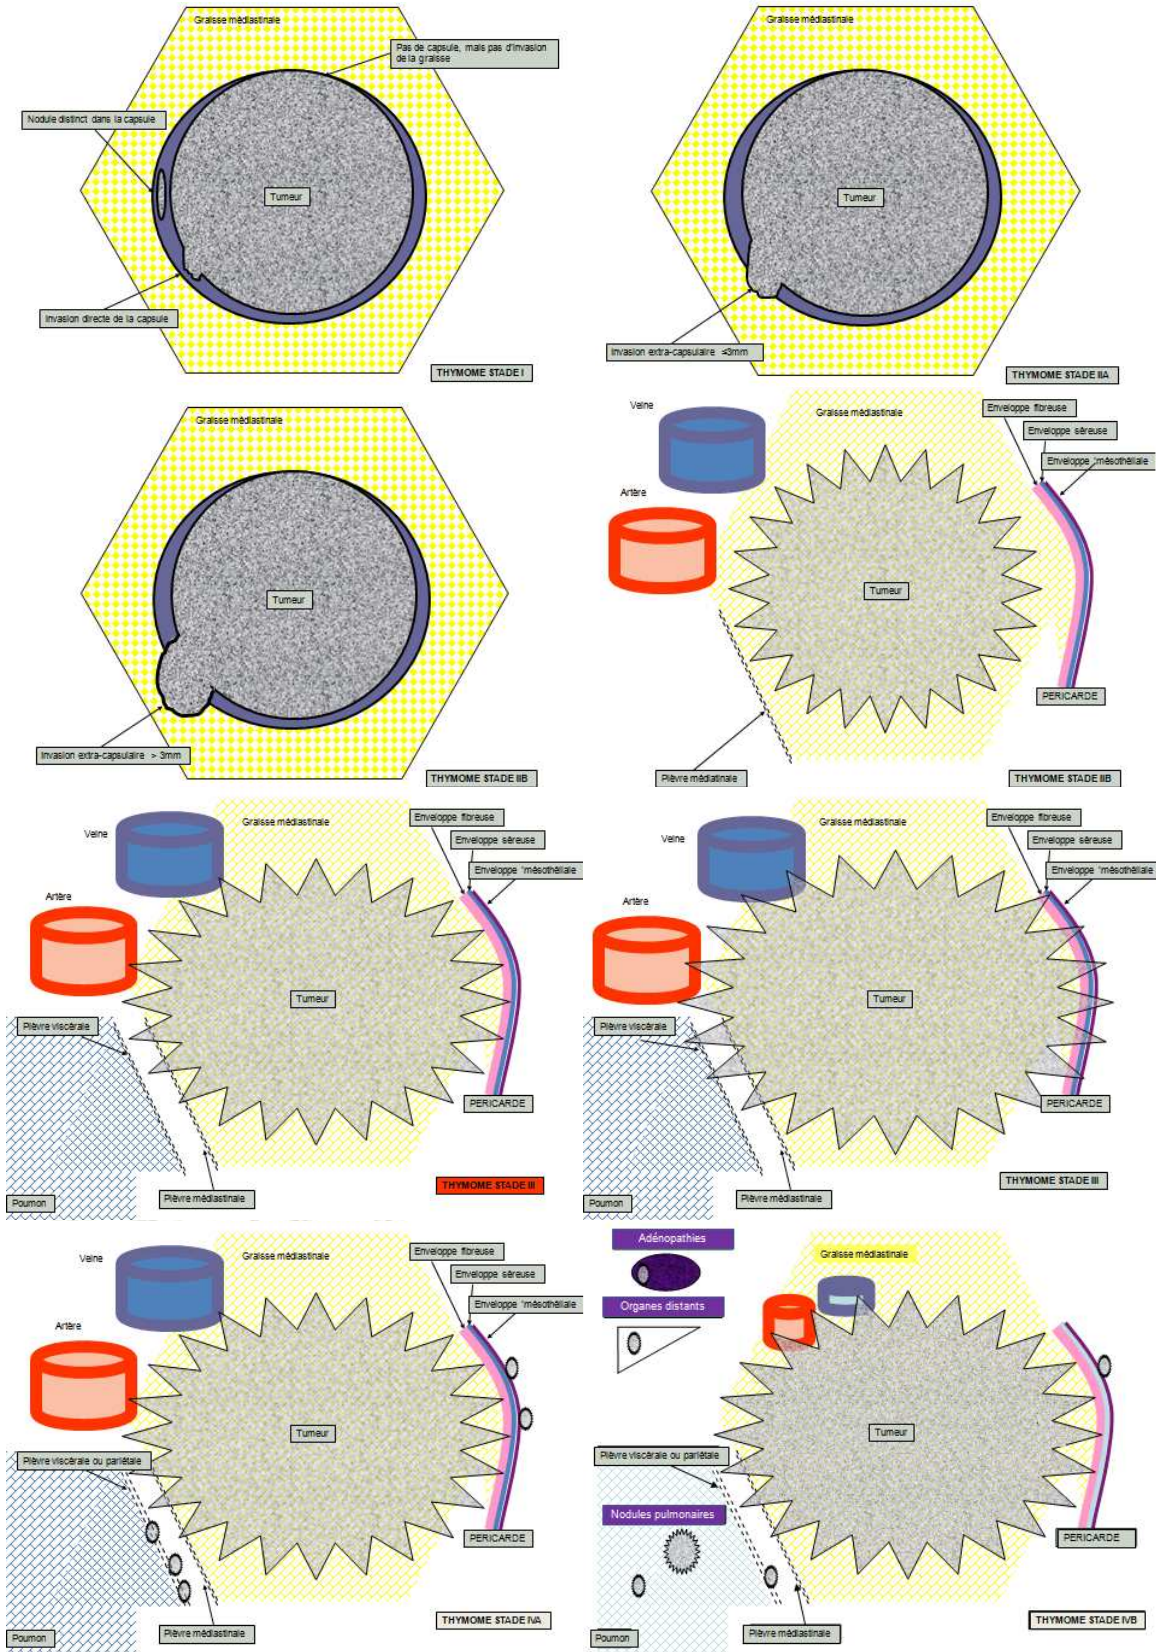 Graisse médiastinale
Pas de capsule, mais pas d'invasion
de la graisse
Nodule distinct dans la capsule
Tumeur
Invasion directe de la capsule
THYMOME STADE I
Graisse médiastinale
Tumeur
Invasion extra-capsulaire ≤3mm
THYMOME STADE IIA
Graisse médiastinale
Tumeur
Invasion extra-capsulaire > 3mm
THYMOME STADE IIB
Veine
Graisse médiastinale
Enveloppe fibreuse
Enveloppe séreuse
Enveloppe 'mésothéliale
Artère
Tumeur
PERICARDE
Plèvre médiatinale
THYMOME STADE IIB
Veine
Graisse médiastinale
Enveloppe fibreuse
Enveloppe séreuse
Enveloppe 'mésothéliale
Artère
Tumeur
Plèvre viscérale
PERICARDE
THYMOME STADE III
Poumon
Plèvre médiastinale
Veine
Graisse médiastinale
Enveloppe fibreuse
Enveloppe séreuse
Enveloppe 'mésothéliale
Artère
Tumeur
Plèvre viscérale
PERICARDE
THYMOME STADE III
Poumon
Plèvre médiastinale
Veine
Graisse médiastinale
Enveloppe fibreuse
Enveloppe séreuse
Enveloppe 'mésothéliale
Artère
Tumeur
Plèvre viscérale ou pariétale
PERICARDE
THYMOME STADE IVA
Poumon
Plèvre médiastinale
Adénopathies
Graisse médiastinale
Organes distants
Tumeur
Plèvre viscérale ou pariétale
Nodules pulmonaires
PERICARDE
THYMOME STADE IVB
Poumon
Plèvre médiastinale